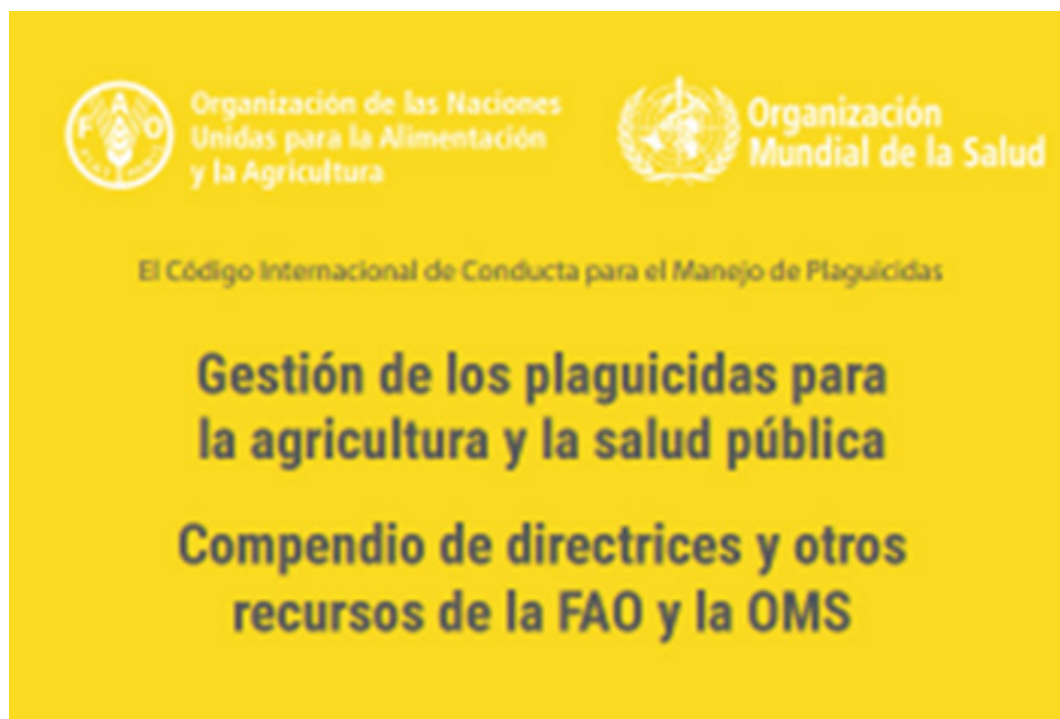 FAO
Organización de las Naciones
Unidas para la Alimentación
y la Agricultura
Organización
Mundial de la Salud
El Código Internacional de Conducta para el Manejo de Plaguicidas
Gestión de los plaguicidas para
la agricultura y la salud pública
Compendio de directrices y otros
recursos de la FAO y la OMS